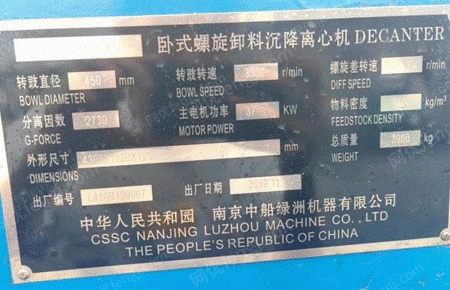 卧式螺旋卸料沉降离心机 DECANTER
转鼓直径 450 mm 转鼓转速 r/min 螺旋差转速 r/min
BOWL DIAMETER BOWL SPEED DIFF SPEED
分离因数 2739 主电机功率 37 KW 物料密度 kg/m³
G-FORCE MOTOR POWER FEEDSTOCK DENSITY
外形尺寸 总质量 kg
DIMENSIONS WEIGHT
出厂编号 出厂日期
中华人民共和园 南京中船绿洲机器有限公司
CSSC NANJING LUZHOU MACHINE CO., LTD
THE PEOPLE'S REPUBLIC OF CHINA